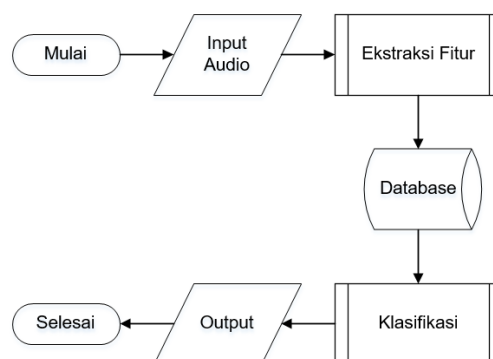 Mulai
Input
Audio
Ekstraksi Fitur
Database
Klasifikasi
Output
Selesai